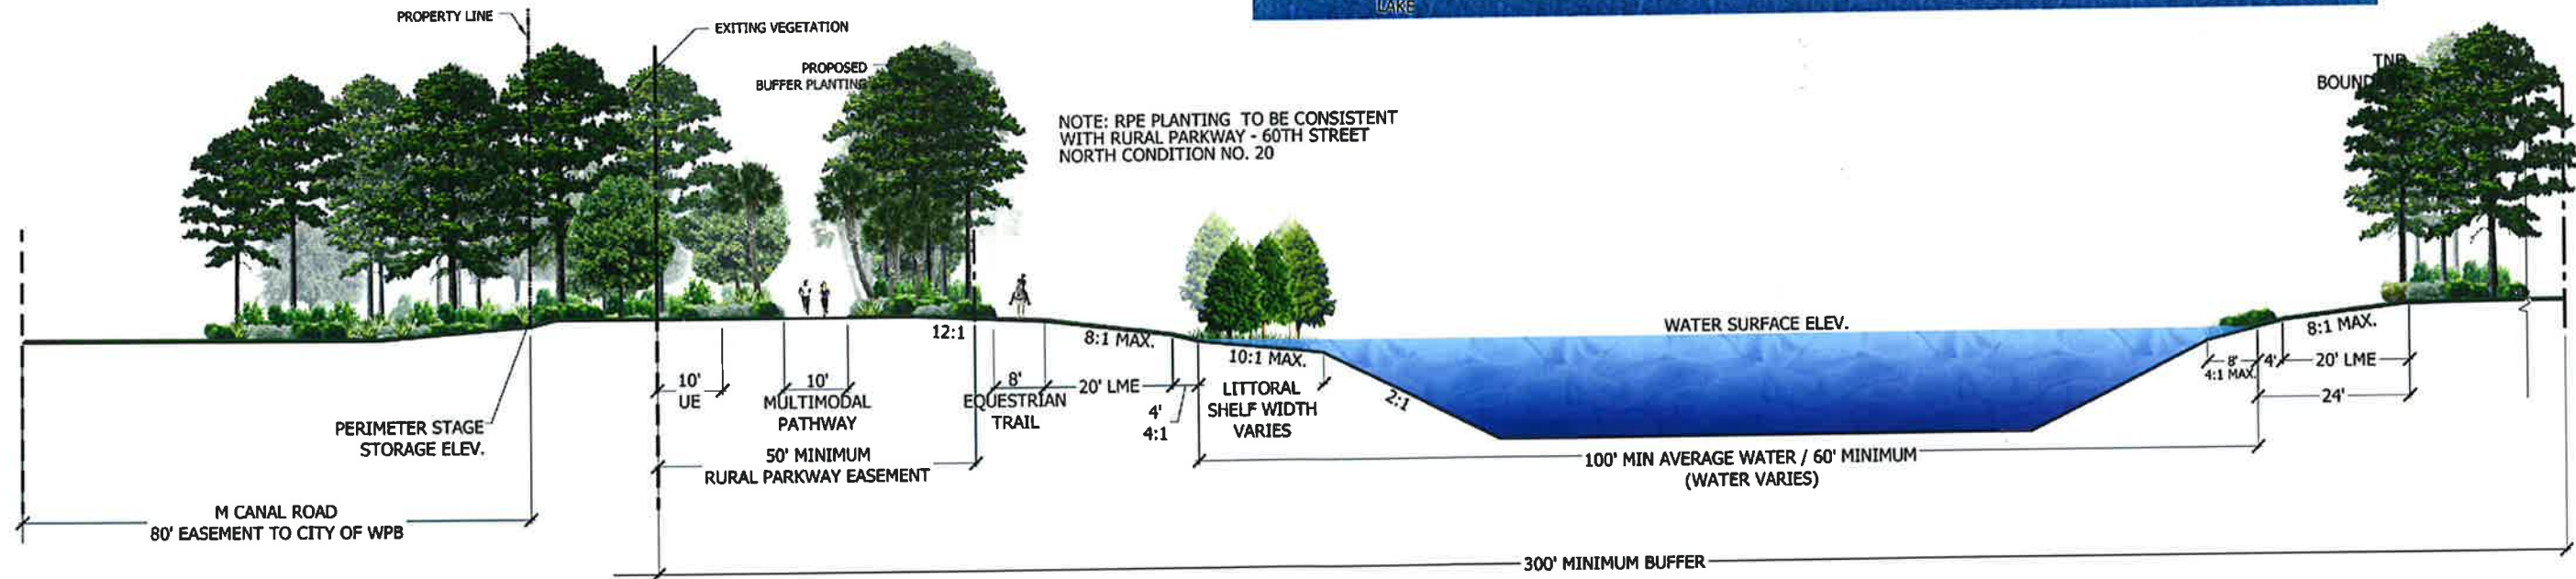 LAKE
PROPERTY LINE
EXITING VEGETATION
PROPOSED
BUFFER PLANTING
NOTE: RPE PLANTING TO BE CONSISTENT
WITH RURAL PARKWAY - 60TH STREET
NORTH CONDITION NO. 20
TND
WATER SURFACE ELEV.
12:1
8:1 MAX.
10:1 MAX.
2:1
8:1 MAX.
10'
UE
10'
MULTIMODAL
PATHWAY
8'
EQUESTRIAN
TRAIL
20' LME
4'
4:1
LITTORAL
SHELF WIDTH
VARIES
8'
4:1 MAX.
4'
20' LME
24'
PERIMETER STAGE
STORAGE ELEV.
50' MINIMUM
RURAL PARKWAY EASEMENT
100' MIN AVERAGE WATER / 60' MINIMUM
(WATER VARIES)
M CANAL ROAD
80' EASEMENT TO CITY OF WPB
300' MINIMUM BUFFER